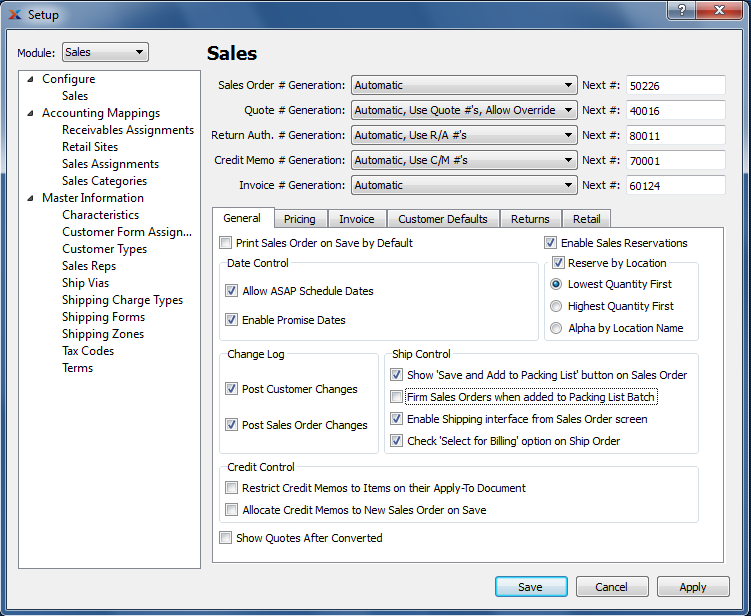 Setup
Module: Sales
Configure
Sales
Accounting Mappings
Receivables Assignments
Retail Sites
Sales Assignments
Sales Categories
Master Information
Characteristics
Customer Form Assign...
Customer Types
Sales Reps
Ship Vias
Shipping Charge Types
Shipping Forms
Shipping Zones
Tax Codes
Terms
Sales
Sales Order # Generation: Automatic Next #: 50226
Quote # Generation: Automatic, Use Quote #'s, Allow Override Next #: 40016
Return Auth. # Generation: Automatic, Use R/A #'s Next #: 80011
Credit Memo # Generation: Automatic, Use C/M #'s Next #: 70001
Invoice # Generation: Automatic Next #: 60124
General Pricing Invoice Customer Defaults Returns Retail
Print Sales Order on Save by Default
Date Control
Allow ASAP Schedule Dates
Enable Promise Dates
Enable Sales Reservations
Reserve by Location
Lowest Quantity First
Highest Quantity First
Alpha by Location Name
Change Log
Post Customer Changes
Post Sales Order Changes
Ship Control
Show 'Save and Add to Packing List' button on Sales Order
Firm Sales Orders when added to Packing List Batch
Enable Shipping interface from Sales Order screen
Check 'Select for Billing' option on Ship Order
Credit Control
Restrict Credit Memos to Items on their Apply-To Document
Allocate Credit Memos to New Sales Order on Save
Show Quotes After Converted
Save Cancel Apply